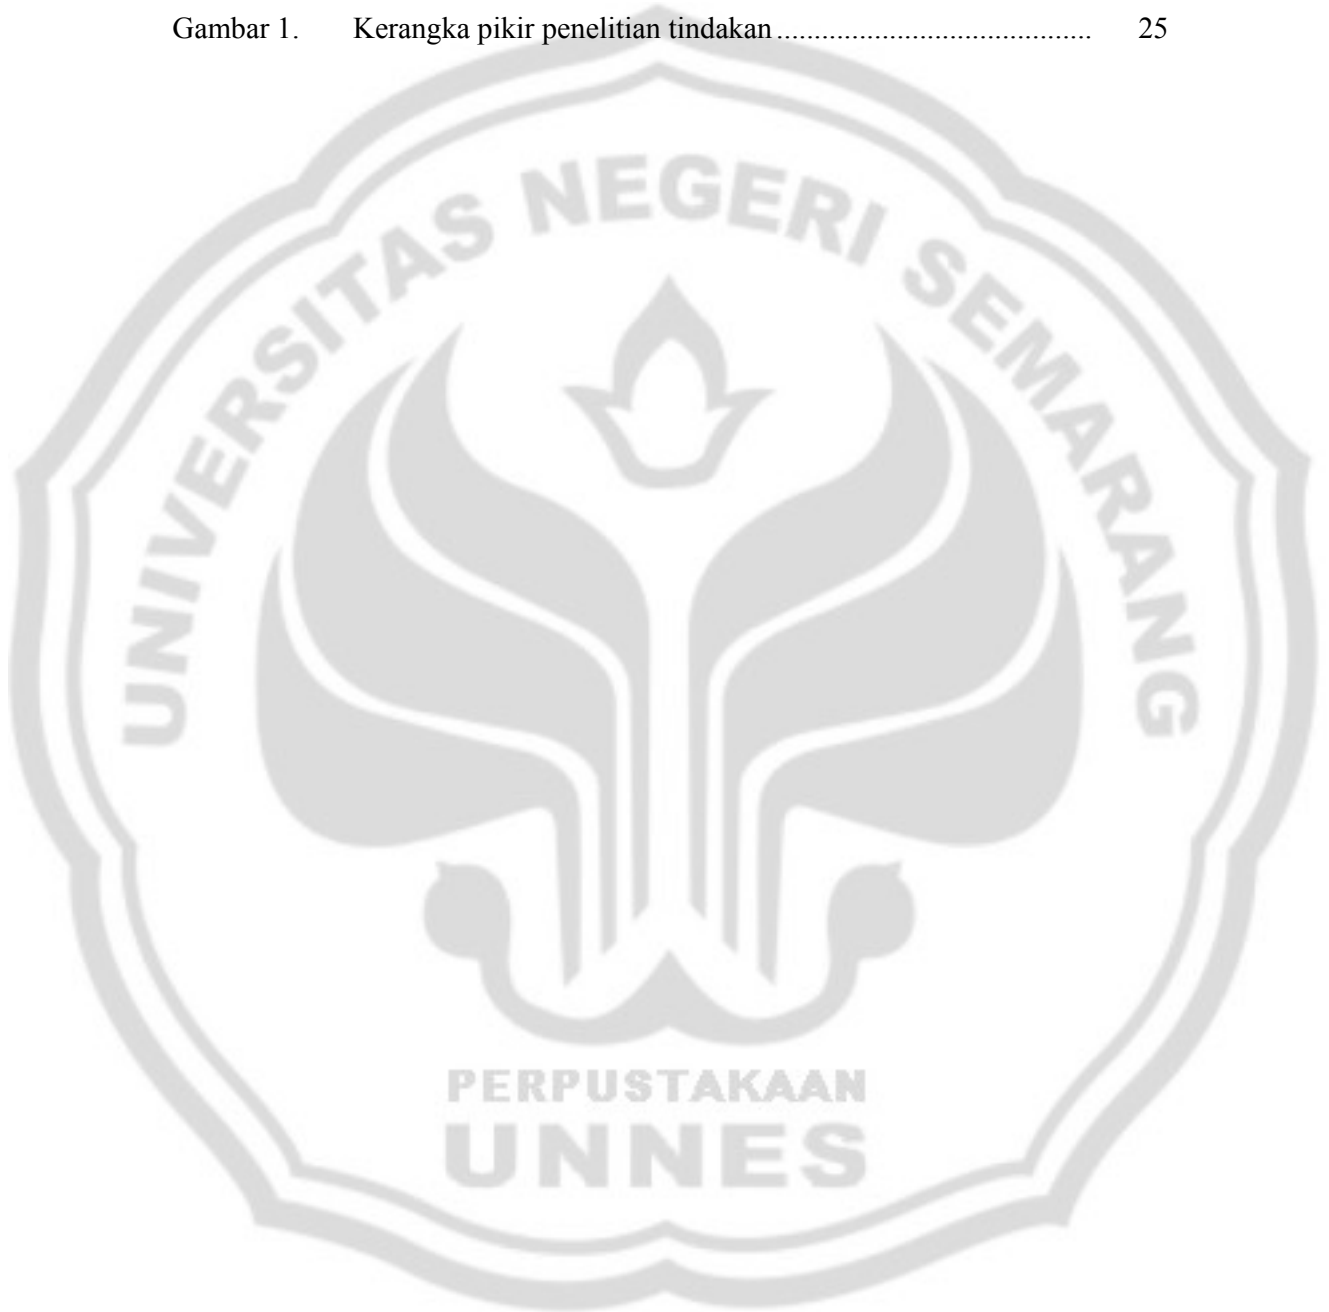 Gambar 1. Kerangka pikir penelitian tindakan .......................................... 25
UNIVERSITAS NEGERI SEMARANG
PERPUSTAKAAN
UNNES